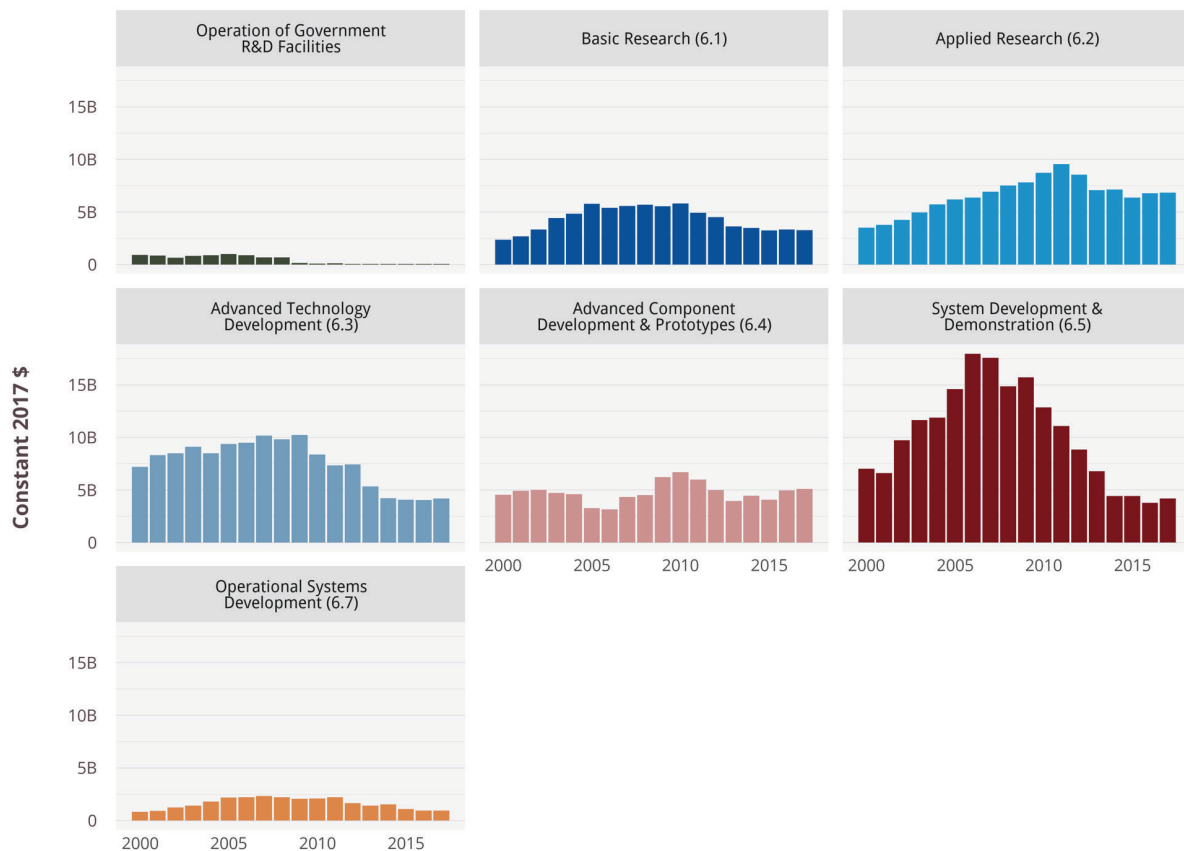 Operation of Government
R&D Facilities
Basic Research (6.1)
Applied Research (6.2)
15B
10B
5B
0
Advanced Technology
Development (6.3)
Advanced Component
Development & Prototypes (6.4)
System Development &
Demonstration (6.5)
Constant 2017 $
15B
10B
5B
0
2000 2005 2010 2015
2000 2005 2010 2015
Operational Systems
Development (6.7)
15B
10B
5B
0
2000 2005 2010 2015